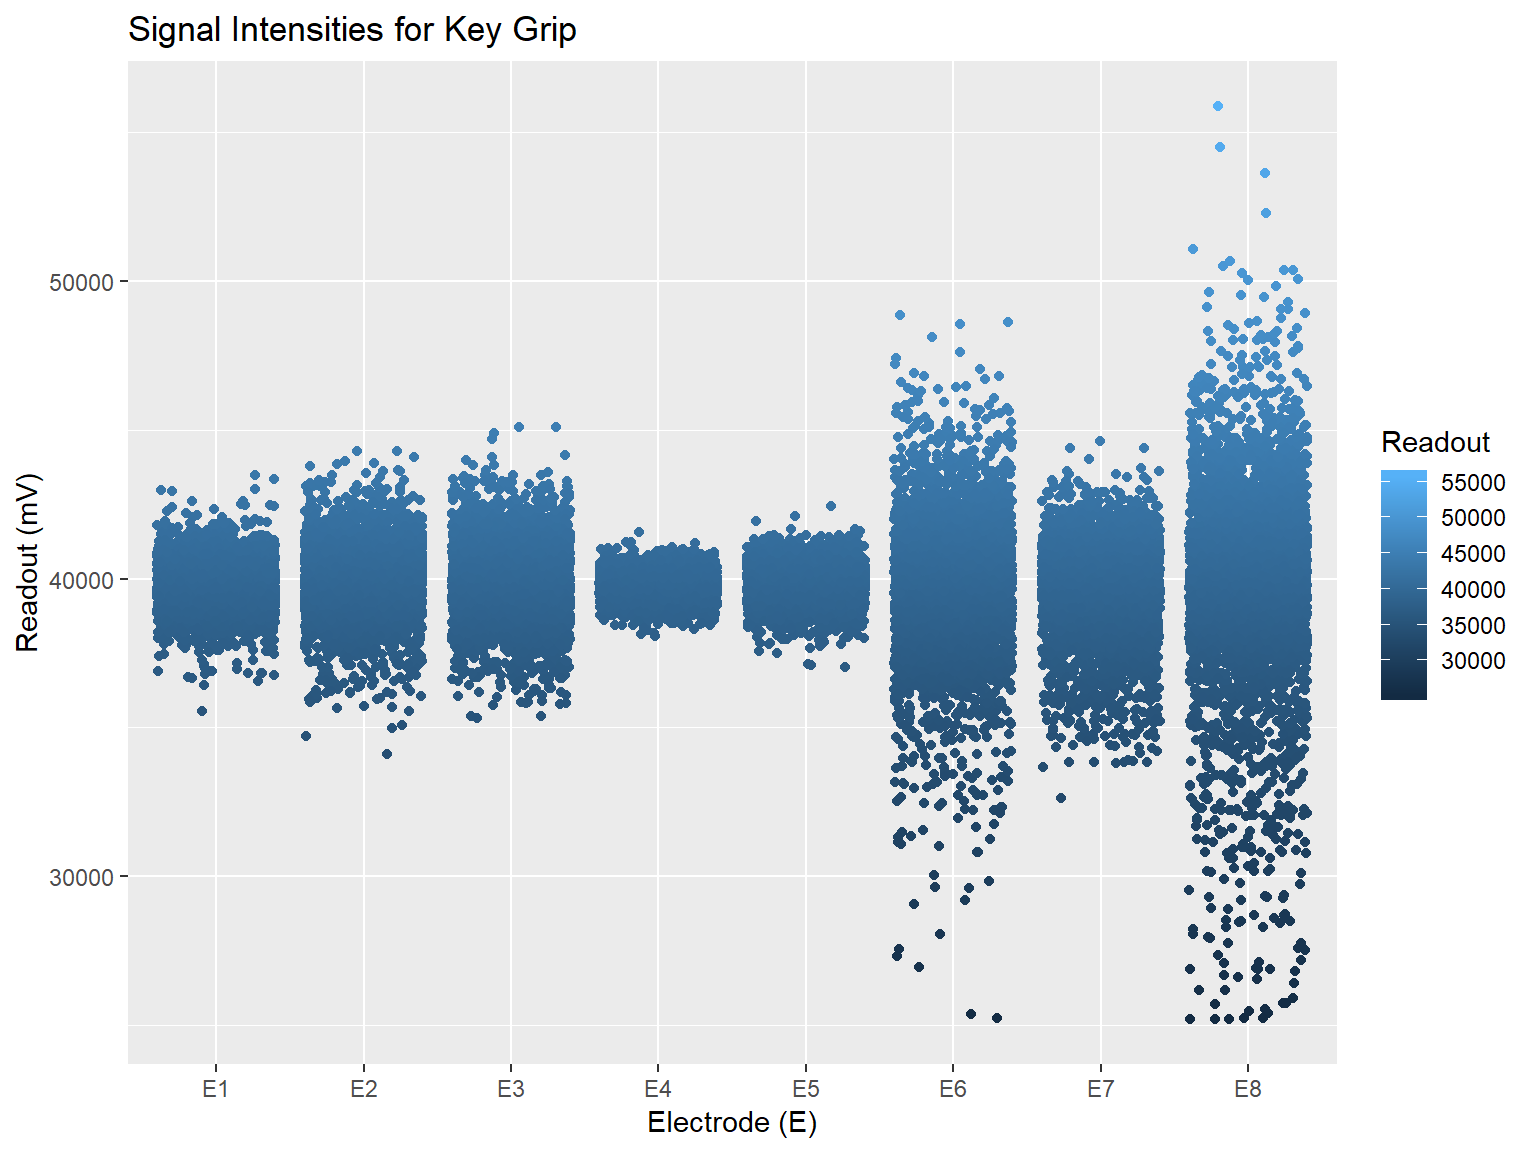 Signal Intensities for Key Grip
Readout (mV)
50000
40000
30000
E1 E2 E3 E4 E5 E6 E7 E8
Electrode (E)
Readout
55000
50000
45000
40000
35000
30000